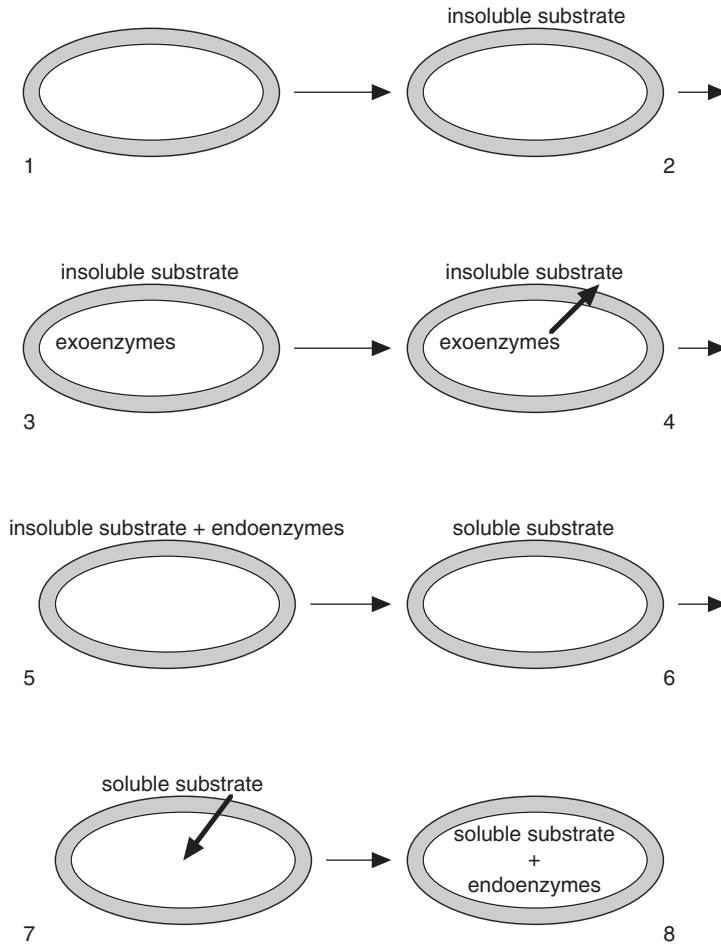 insoluble substrate
1
2
insoluble substrate
insoluble substrate
exoenzymes
exoenzymes
3
4
insoluble substrate + endoenzymes
soluble substrate
5
6
soluble substrate
soluble substrate
+
endoenzymes
7
8